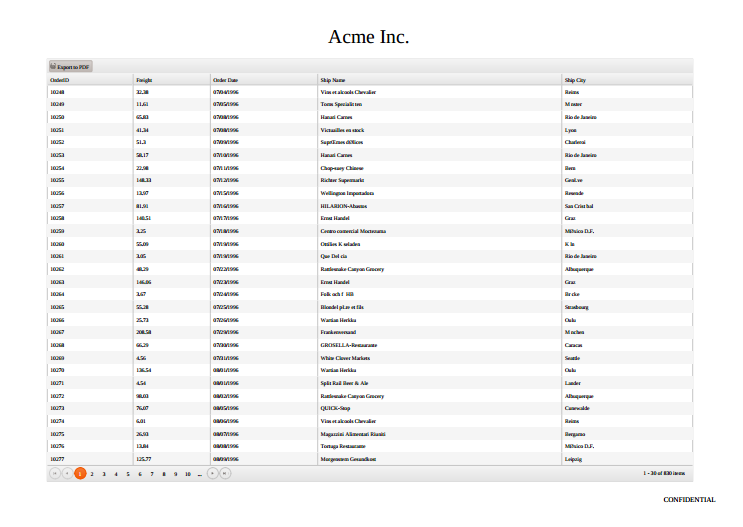 Acme Inc.
Export to PDF
OrderID Freight Order Date Ship Name Ship City
10248 32.38 07/04/1996 Vins et alcools Chevalier Reims
10249 11.61 07/05/1996 Toms Spezialit ten M nster
10250 65.83 07/08/1996 Hanari Carnes Rio de Janeiro
10251 41.34 07/08/1996 Victuailles en stock Lyon
10252 51.3 07/09/1996 Charleroi
10253 58.17 07/10/1996 Hanari Carnes Rio de Janeiro
10254 22.98 07/11/1996 Chop-suey Chinese Bern
10255 148.33 07/12/1996 Richter Supermarkt
10256 13.97 07/15/1996 Wellington Importadora Resende
10257 81.91 07/16/1996 HILARION-Abastos San Crist bal
10258 140.51 07/17/1996 Ernst Handel Graz
10259 3.25 07/18/1996 Centro comercial Moctezuma D.F.
10260 55.09 07/19/1996 Ottilies K seladen K ln
10261 3.05 07/19/1996 Que Del cia Rio de Janeiro
10262 48.29 07/22/1996 Rattlesnake Canyon Grocery Albuquerque
10263 146.06 07/23/1996 Ernst Handel Graz
10264 3.67 07/24/1996 Folk och f HB Br cke
10265 55.28 07/25/1996 Blondel et fils Strasbourg
10266 25.73 07/26/1996 Wartian Herkku Oulu
10267 208.58 07/29/1996 Frankenversand M nchen
10268 66.29 07/30/1996 GROSELLA-Restaurante Caracas
10269 4.56 07/31/1996 White Clover Markets Seattle
10270 136.54 08/01/1996 Wartian Herkku Oulu
10271 4.54 08/01/1996 Split Rail Beer & Ale Lander
10272 98.03 08/02/1996 Rattlesnake Canyon Grocery Albuquerque
10273 76.07 08/05/1996 QUICK-Stop Cunewalde
10274 6.01 08/06/1996 Vins et alcools Chevalier Reims
10275 26.93 08/07/1996 Magazzini Alimentari Riuniti Bergamo
10276 13.84 08/08/1996 Tortuga Restaurante D.F.
10277 125.77 08/09/1996 Morgenstern Gesundkost Leipzig
1 2 3 4 5 6 7 8 9 10 ... 1 - 30 of 830 items
CONFIDENTIAL